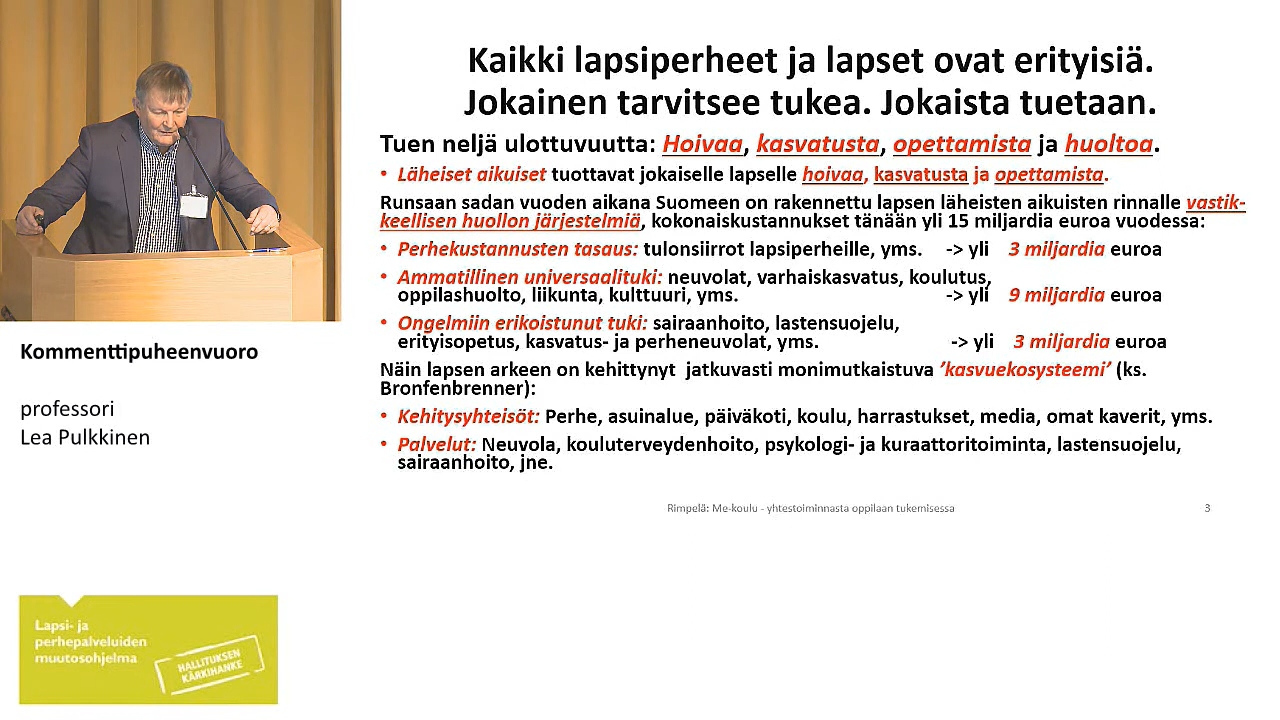 Kaikki lapsiperheet ja lapset ovat erityisiä.
Jokainen tarvitsee tukea. Jokaista tuetaan.
Tuen neljä ulottuvuutta: Hoivaa, kasvatusta, opettamista ja huoltoa.
• Läheiset aikuiset tuottavat jokaiselle lapselle hoivaa, kasvatusta ja opettamista.
Runsaan sadan vuoden aikana Suomeen on rakennettu lapsen läheisten aikuisten rinnalle vastik-
keellisen huollon järjestelmiä, kokonaiskustannukset tänään yli 15 miljardia euroa vuodessa:
• Perhekustannusten tasaus: tulonsiirrot lapsiperheille, yms. -> yli 3 miljardia euroa
• Ammatillinen universaalituki: neuvolat, varhaiskasvatus, koulutus,
oppilashuolto, liikunta, kulttuuri, yms. -> yli 9 miljardia euroa
• Ongelmiin erikoistunut tuki: sairaanhoito, lastensuojelu,
erityisopetus, kasvatus- ja perheneuvolat, yms. -> yli 3 miljardia euroa
Näin lapsen arkeen on kehittynyt jatkuvasti monimutkaistuva ’kasvuekosysteemi’ (ks.
Bronfenbrenner):
• Kehitysyhteisöt: Perhe, asuinalue, päiväkoti, koulu, harrastukset, media, omat kaverit, yms.
• Palvelut: Neuvola, kouluterveydenhoito, psykologi- ja kuraattoritoiminta, lastensuojelu,
sairaanhoito, jne.
Rimpelä: Me-koulu - yhtestoiminnasta oppilaan tukemisessa 3
Kommenttipuheenvuoro
professori
Lea Pulkkinen
Lapsi- ja
perhepalveluiden
muutosohjelma
HALLITUKSEN
KÄRKIHANKE